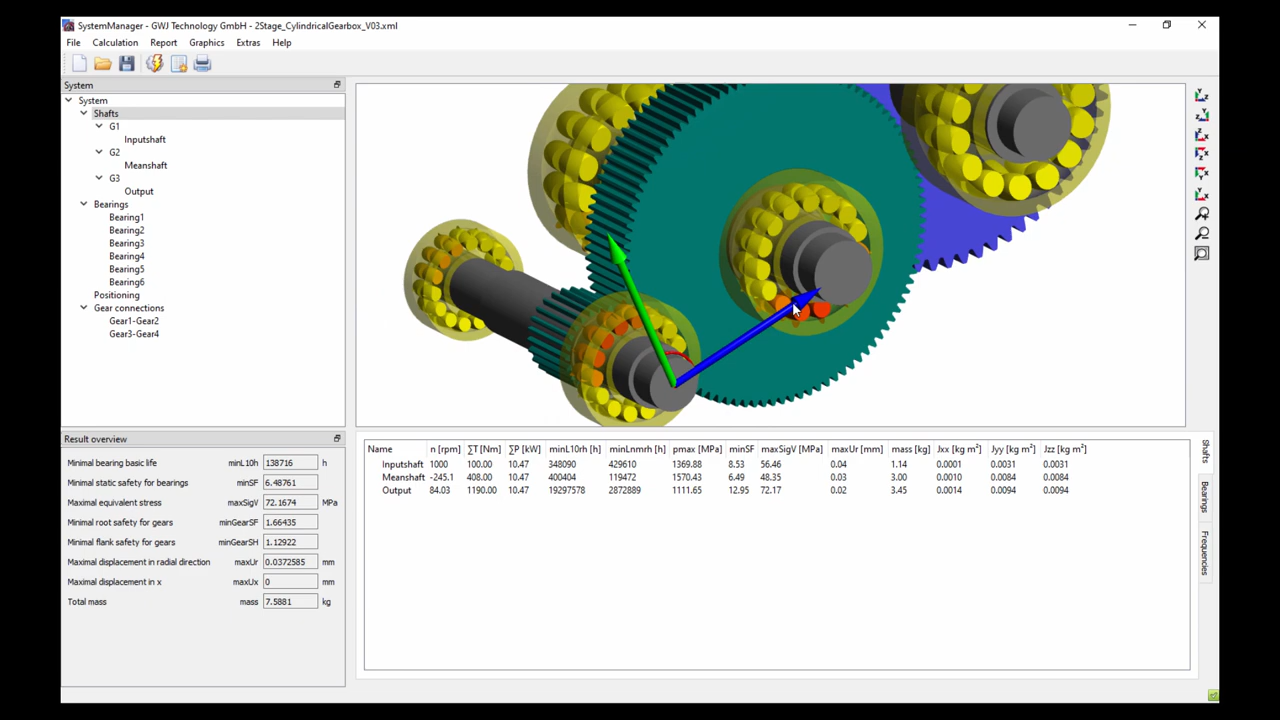 SystemManager - GWJ Technology GmbH - 2Stage_CylindricalGearbox_V03.xml
File Calculation Report Graphics Extras Help
System
System
Shafts
G1
Inputshaft
G2
Meanshaft
G3
Output
Bearings
Bearing1
Bearing2
Bearing3
Bearing4
Bearing5
Bearing6
Positioning
Gear connections
Gear1-Gear2
Gear3-Gear4
Result overview
Minimal bearing basic life minL10h 138716 h
Minimal static safety for bearings minSF 6.48761
Maximal equivalent stress maxSigV 72.1674 MPa
Minimal root safety for gears minGearSF 1.66435
Minimal flank safety for gears minGearSH 1.12922
Maximal displacement in radial direction maxUr 0.0372585 mm
Maximal displacement in x maxUx 0 mm
Total mass mass 7.5881 kg
Name n [rpm] ∑T [Nm] ∑P [kW] minL10rh [h] minLnmrh [h] pmax [MPa] minSF maxSigV [MPa] maxUr [mm] mass [kg] Jxx [kg m²] Jyy [kg m²] Jzz [kg m²]
Inputshaft 1000 100.00 10.47 348090 429610 1369.88 8.53 56.46 0.04 1.14 0.0001 0.0031 0.0031
Meanshaft -245.1 408.00 10.47 400404 119472 1570.43 6.49 48.35 0.03 3.00 0.0010 0.0084 0.0084
Output 84.03 1190.00 10.47 19297578 2872889 1111.65 12.95 72.17 0.02 3.45 0.0014 0.0094 0.0094
Shafts
Bearings
Frequencies